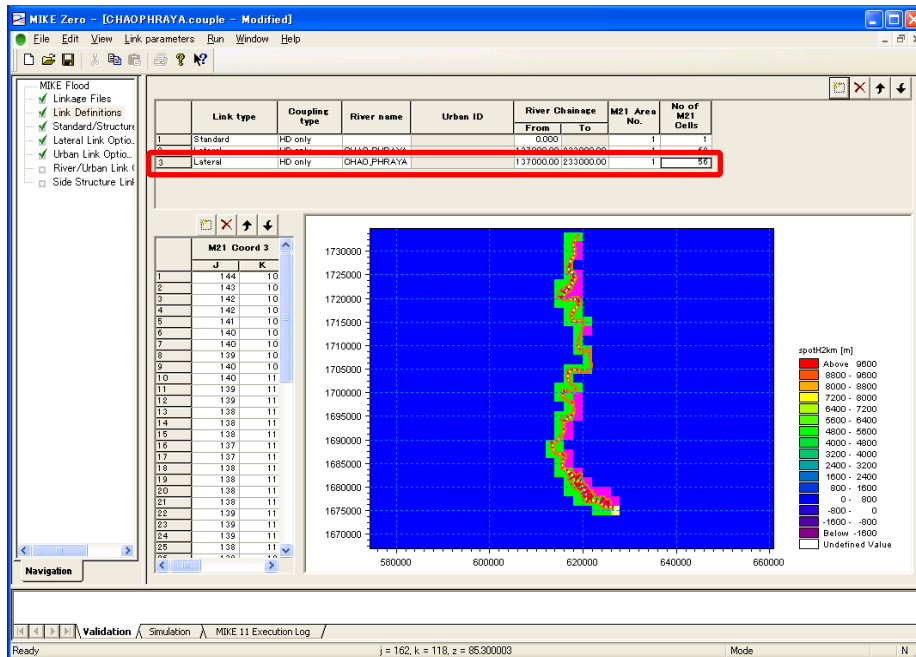 MIKE Zero - [CHAOPHRAYA.couple - Modified]
File Edit View Link parameters Run Window Help
MIKE Flood
Linkage Files
Link Definitions
Standard/Structure
Lateral Link Optio.
Urban Link Optio...
River/Urban Link
Side Structure Link
Link type Coupling type River name Urban ID River Chainage From To M21 Area No. No of M21 Cells
1 Standard HD only 0.000 1 1
HD only CHAO_PHRAYA 137000.00 233000.00 1
3 Lateral HD only CHAO_PHRAYA 137000.00 233000.00 1 56
M21 Coord 3
J K
1 144 10
2 143 10
3 142 10
4 142 10
5 141 10
6 140 10
7 140 10
8 139 10
9 140 10
10 140 11
11 139 11
12 139 11
13 138 11
14 138 11
15 138 11
16 137 11
17 137 11
18 138 11
19 138 11
20 138 11
21 138 11
22 139 11
23 139 11
24 139 11
25 138 11
1730000
1725000
1720000
1715000
1710000
1705000
1700000
1695000
1690000
1685000
1680000
1675000
1670000
580000 600000 620000 640000 660000
spotH2km [m]
Above 9600
8800 - 9600
8000 - 8800
7200 - 8000
6400 - 7200
5600 - 6400
4800 - 5600
4000 - 4800
3200 - 4000
2400 - 3200
1600 - 2400
800 - 1600
0 - 800
-800 - 0
-1600 - -800
Below -1600
Undefined Value
Navigation
Validation Simulation MIKE 11 Execution Log
Ready j = 162, k = 118, z = 85.300003 Mode N